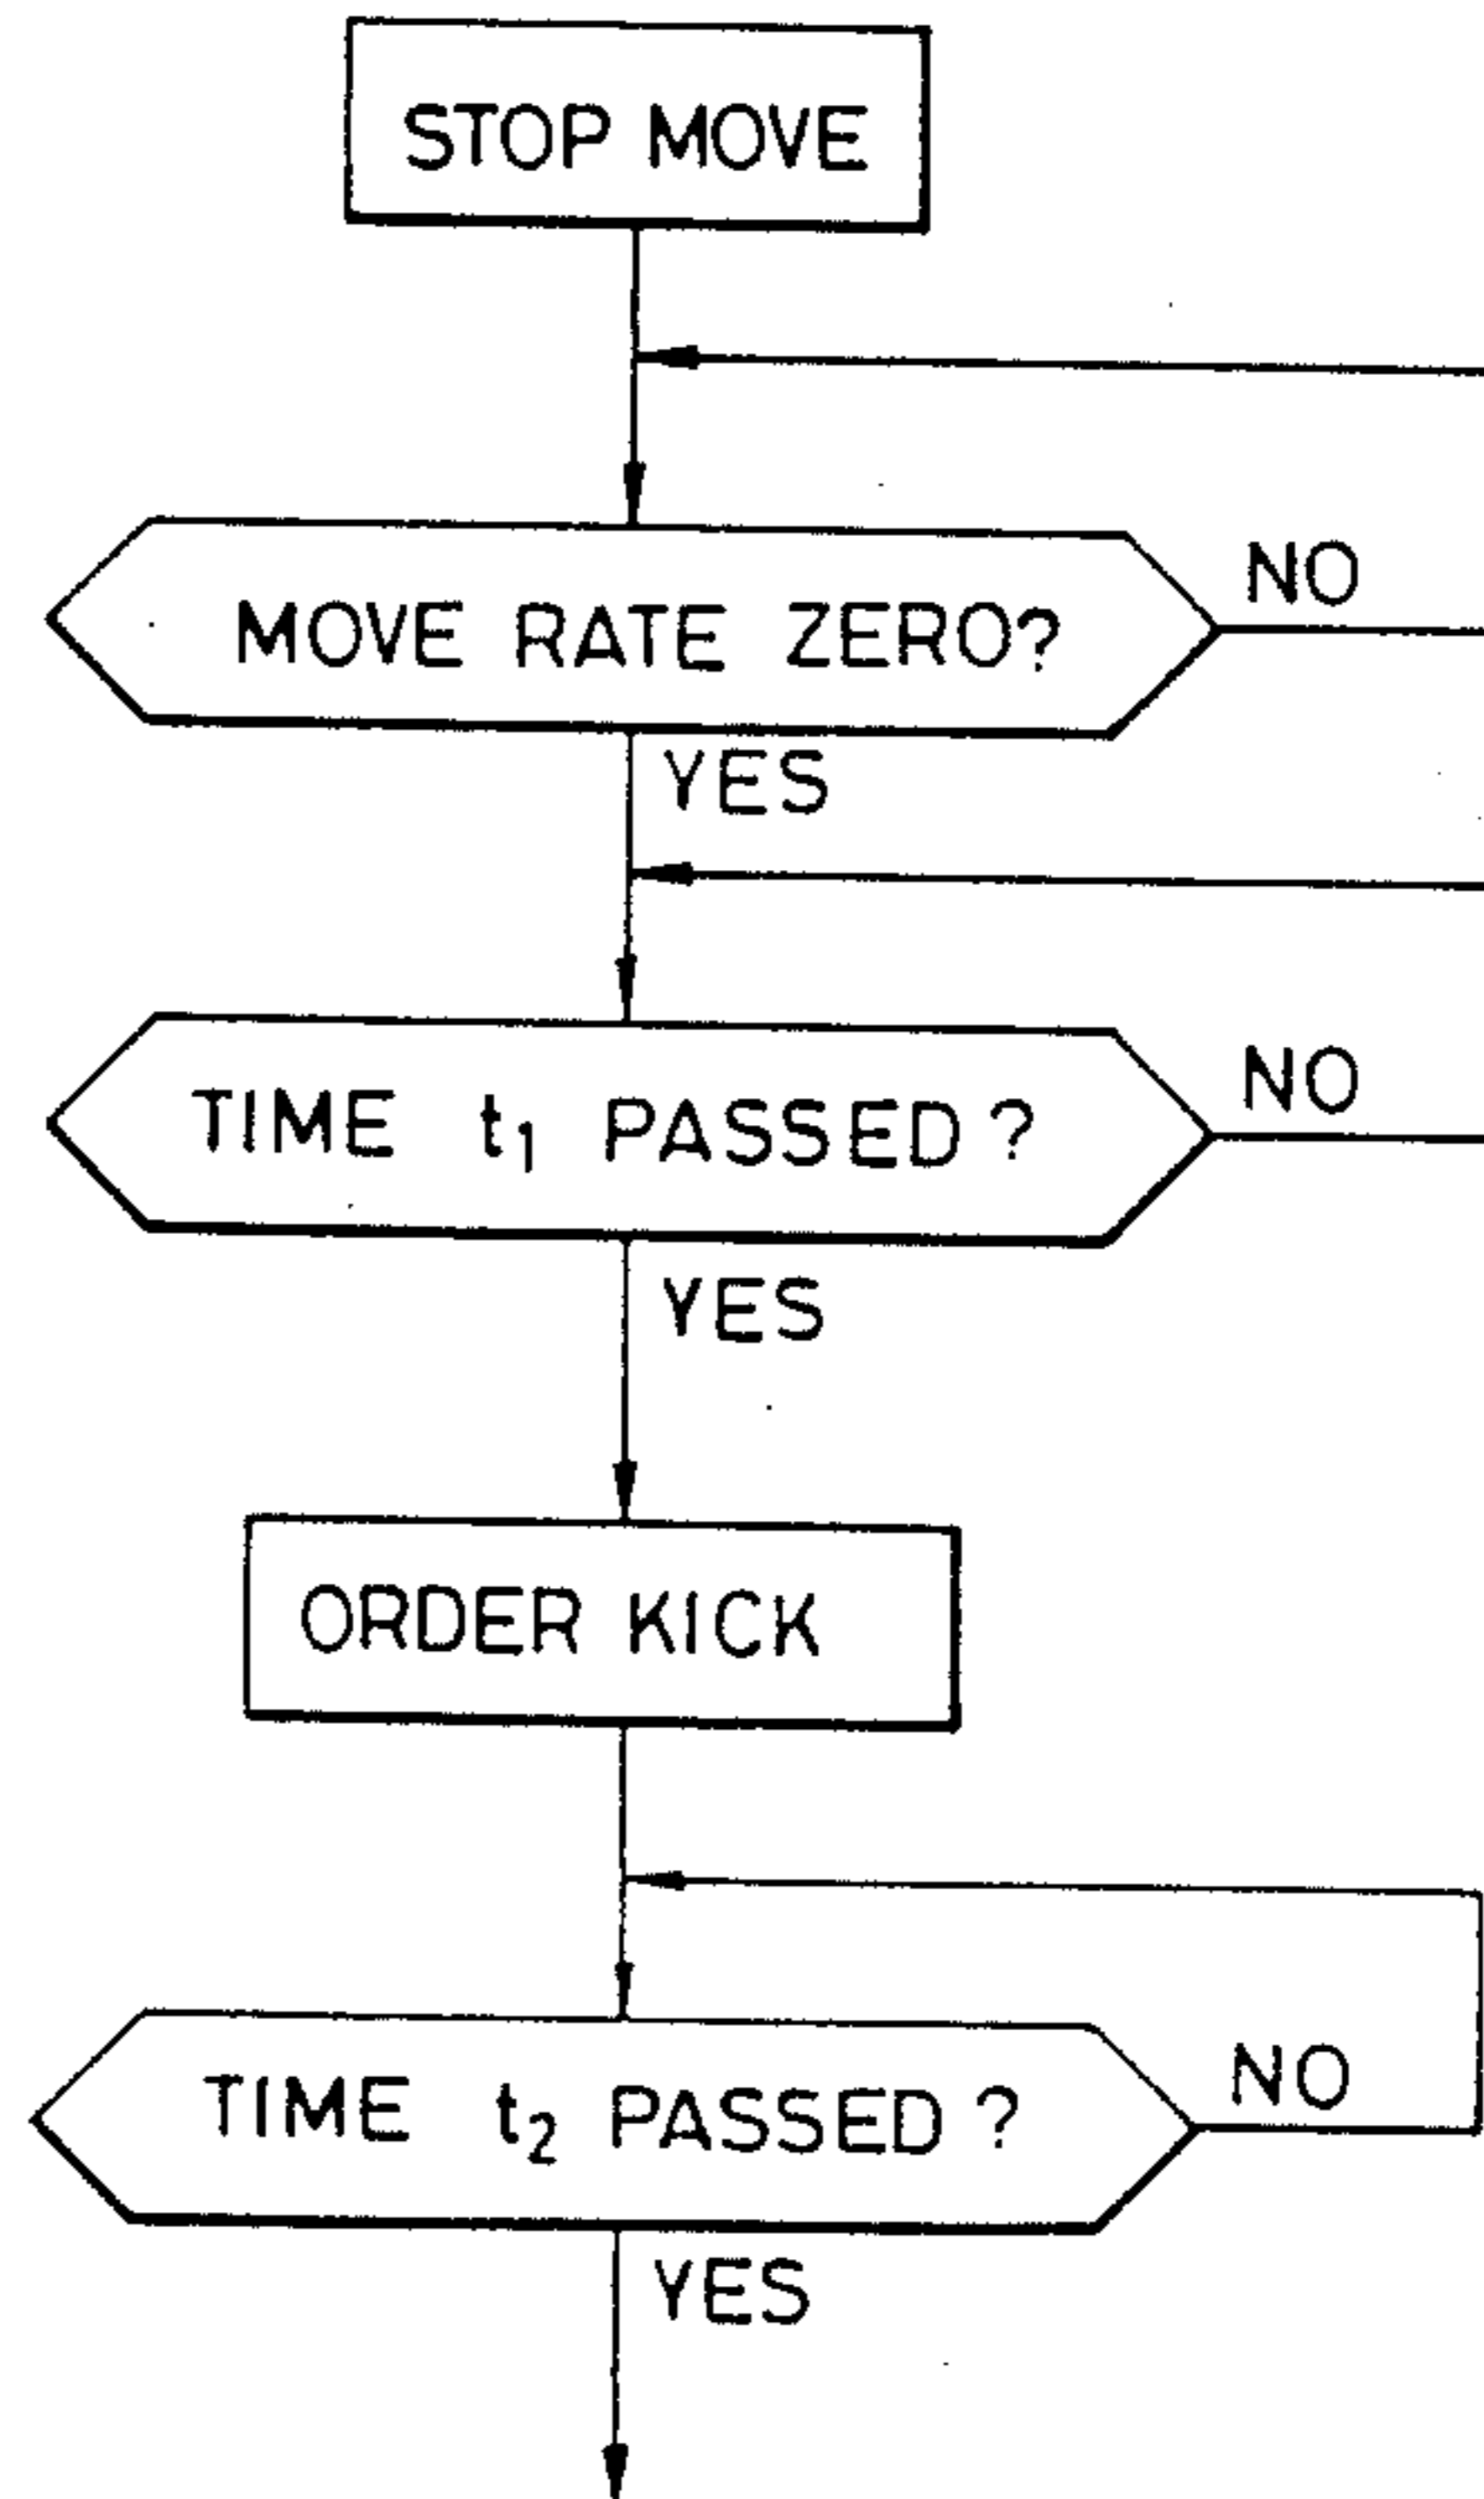 STOP MOVE
NO
MOVE RATE ZERO?
YES
NO
TIME t₁ PASSED?
YES
ORDER KICK
NO
TIME t₂ PASSED?
YES